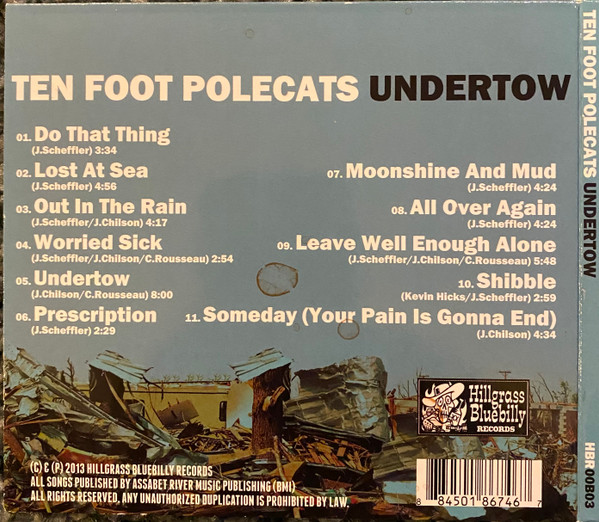 TEN FOOT POLECATS UNDERTOW
01. Do That Thing
(J.Scheffler) 3:34
02. Lost At Sea
(J.Scheffler) 4:56
03. Out In The Rain
(J.Scheffler/J.Chilson) 4:17
04. Worried Sick
(J.Scheffler/J.Chilson/C.Rousseau) 2:54
05. Undertow
(J.Chilson/C.Rousseau) 8:00
06. Prescription
(J.Scheffler) 2:29
07. Moonshine And Mud
(J.Scheffler) 4:24
08. All Over Again
(J.Scheffler) 4:24
09. Leave Well Enough Alone
(J.Scheffler/J.Chilson/C.Rousseau) 5:48
10. Shibble
(Kevin Hicks/J.Scheffler) 2:59
11. Someday (Your Pain Is Gonna End)
(J.Chilson) 4:34
Hillgrass
Bluebilly
RECORDS
(C) & (P) 2013 HILLGRASS BLUEBILLY RECORDS
ALL SONGS PUBLISHED BY ASSABET RIVER MUSIC PUBLISHING (BMI)
ALL RIGHTS RESERVED, ANY UNAUTHORIZED DUPLICATION IS PROHIBITED BY LAW.
8 84501 86746 7
TEN FOOT POLECATS UNDERTOW
HBR00B03